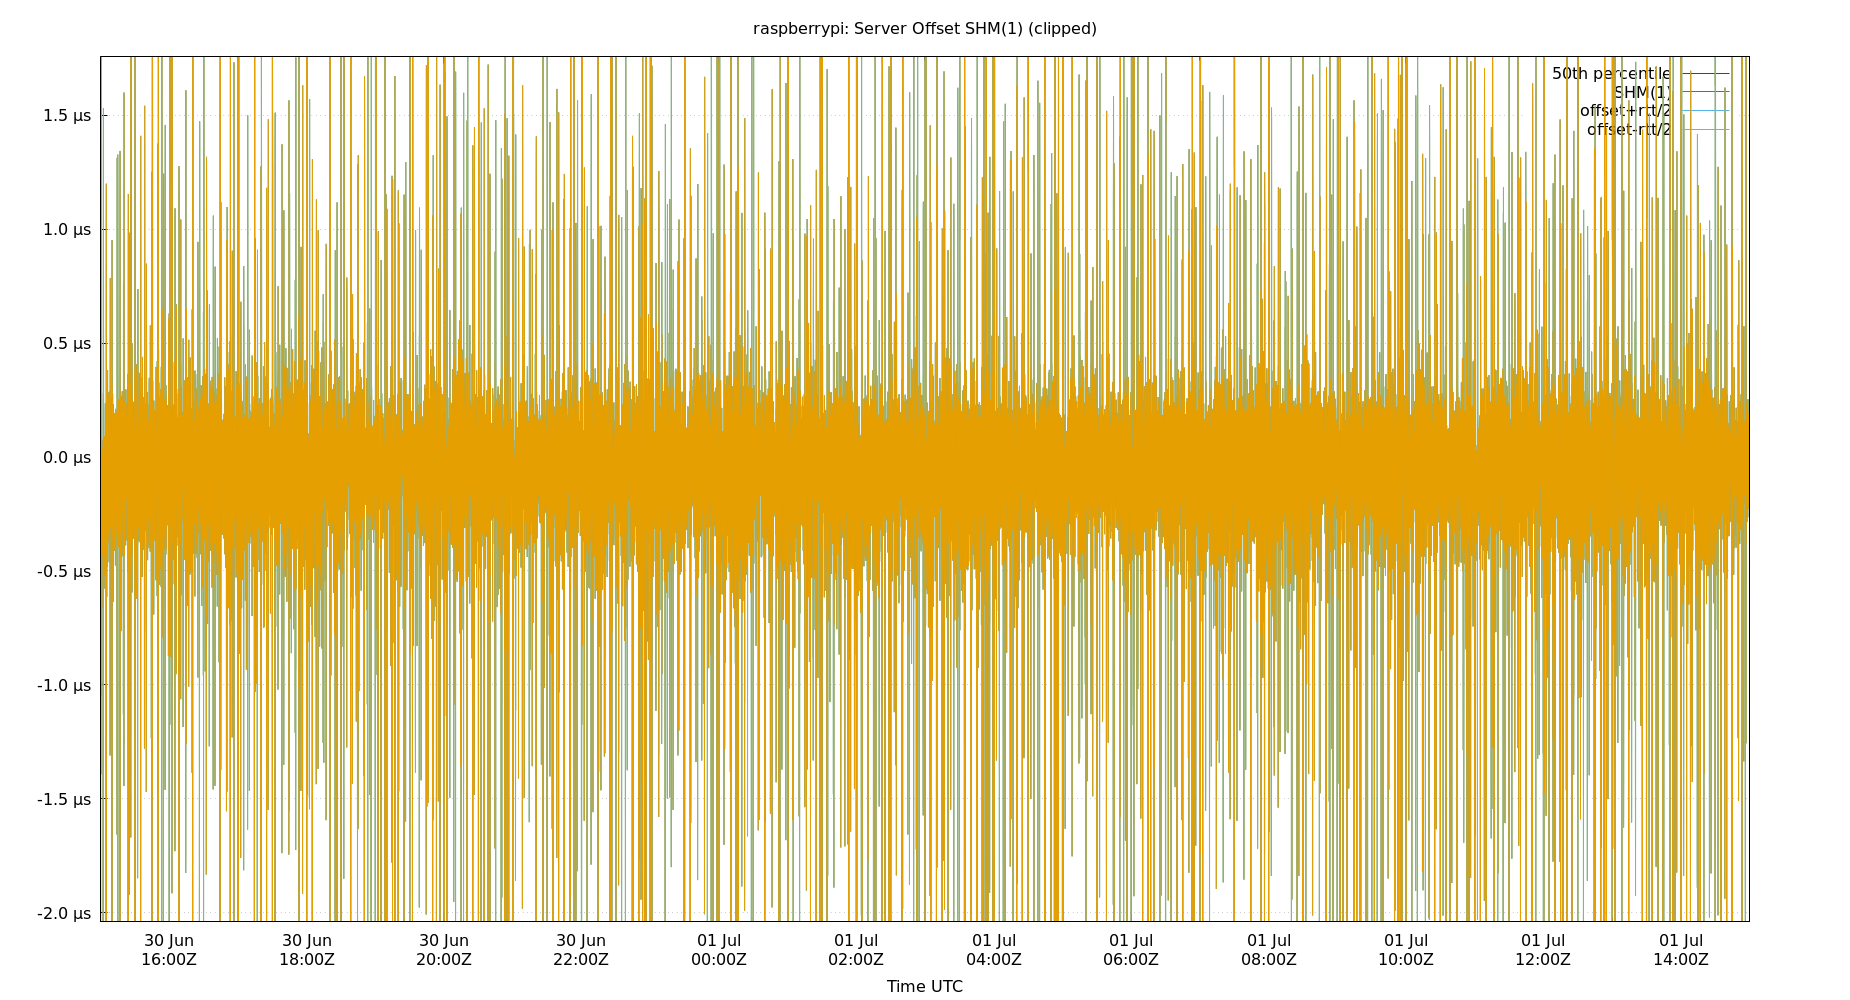 raspberrypi: Server Offset SHM(1) (clipped)
50th percentile
SHM(1)
offset+rtt/2
offset-rtt/2
1.5 µs
1.0 µs
0.5 µs
0.0 µs
-0.5 µs
-1.0 µs
-1.5 µs
-2.0 µs
30 Jun 30 Jun 30 Jun 30 Jun 01 Jul 01 Jul 01 Jul 01 Jul 01 Jul 01 Jul 01 Jul 01 Jul
16:00Z 18:00Z 20:00Z 22:00Z 00:00Z 02:00Z 04:00Z 06:00Z 08:00Z 10:00Z 12:00Z 14:00Z
Time UTC